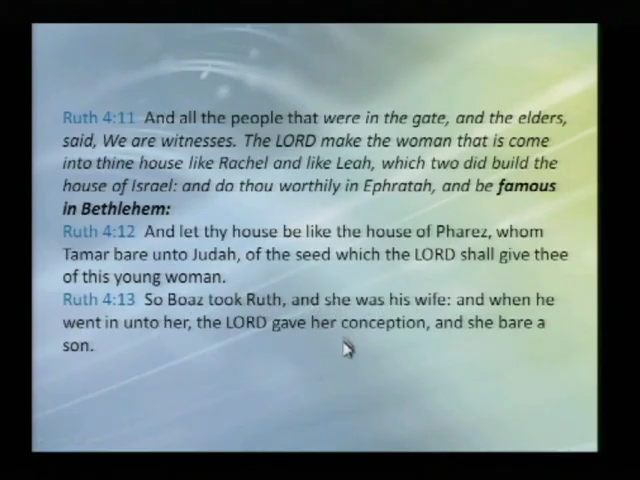 Ruth 4:11 And all the people that were in the gate, and the elders,
said, We are witnesses. The LORD make the woman that is come
into thine house like Rachel and like Leah, which two did build the
house of Israel: and do thou worthily in Ephratah, and be famous
in Bethlehem:
Ruth 4:12 And let thy house be like the house of Pharez, whom
Tamar bare unto Judah, of the seed which the LORD shall give thee
of this young woman.
Ruth 4:13 So Boaz took Ruth, and she was his wife: and when he
went in unto her, the LORD gave her conception, and she bare a
son.